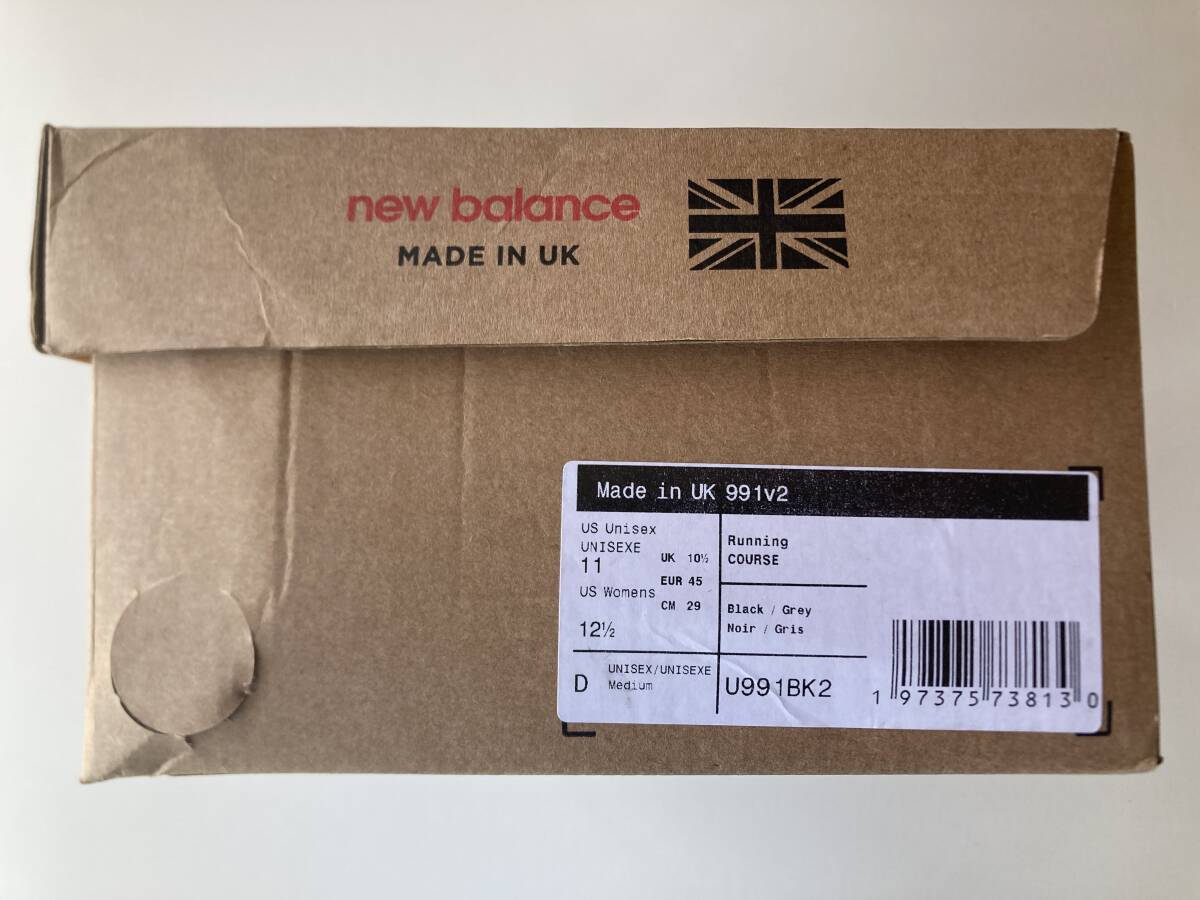 new balance
MADE IN UK
Made in UK 991v2
US Unisex
UNISEXE
11
UK 10½
EUR 45
CM 29
US Womens
12½
D
UNISEX/UNISEXE
Medium
Running
COURSE
Black / Grey
Noir / Gris
U991BK2
1 97375 73813 0